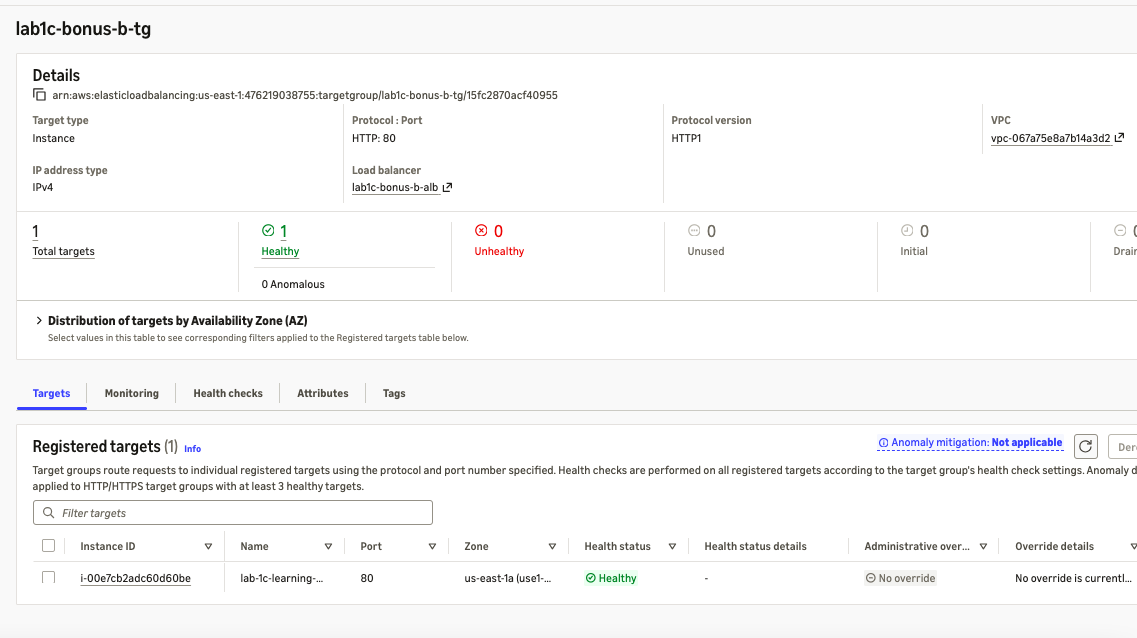 lab1c-bonus-b-tg
Details
arn:aws:elasticloadbalancing:us-east-1:476219038755:targetgroup/lab1c-bonus-b-tg/15fc2870acf40955
Target type
Instance
Protocol : Port
HTTP: 80
Protocol version
HTTP1
VPC
vpc-067a75e8a7b14a3d2
IP address type
IPv4
Load balancer
lab1c-bonus-b-alb
1
Total targets
1
Healthy
0 Anomalous
0
Unhealthy
0
Unused
0
Initial
Drain
Distribution of targets by Availability Zone (AZ)
Select values in this table to see corresponding filters applied to the Registered targets table below.
Targets Monitoring Health checks Attributes Tags
Registered targets (1) Info
Anomaly mitigation: Not applicable
Dere
Target groups route requests to individual registered targets using the protocol and port number specified. Health checks are performed on all registered targets according to the target group's health check settings. Anomaly d
applied to HTTP/HTTPS target groups with at least 3 healthy targets.
Filter targets
Instance ID Name Port Zone Health status Health status details Administrative over... Override details
i-00e7cb2adc60d60be lab-1c-learning-... 80 us-east-1a (use1-... Healthy - No override No override is currentl...